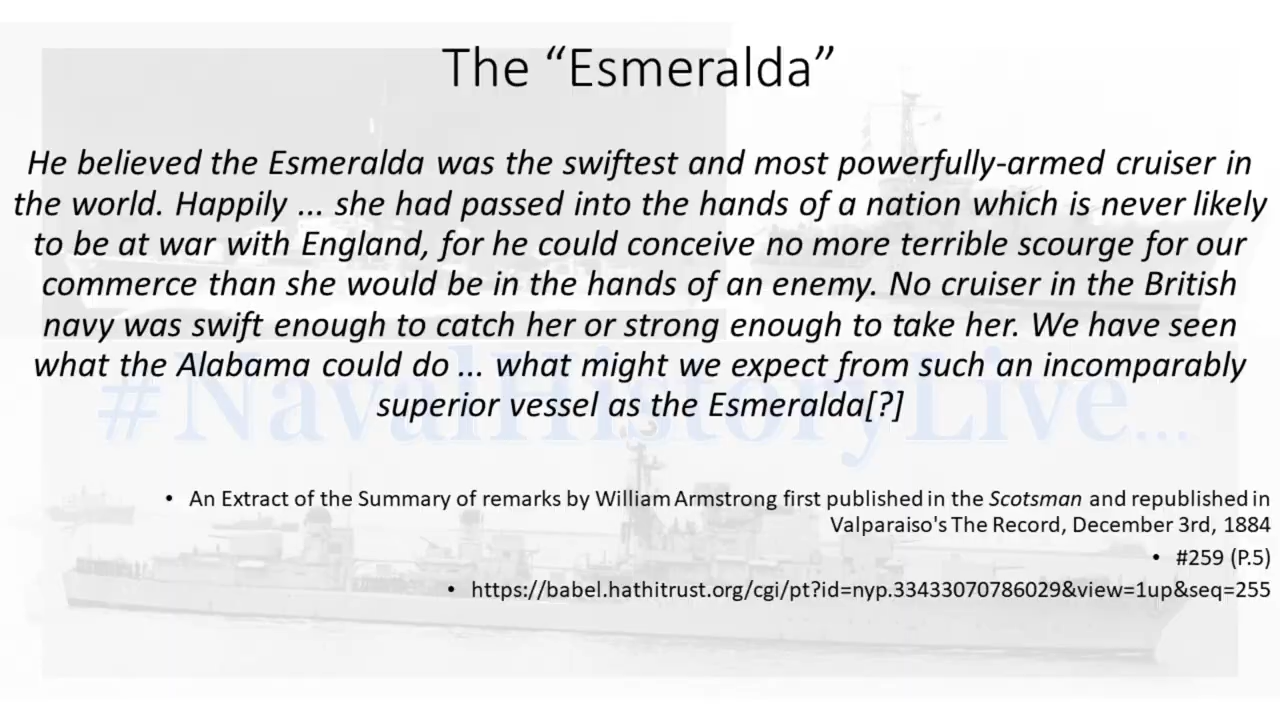 The “Esmeralda”
He believed the Esmeralda was the swiftest and most powerfully-armed cruiser in
the world. Happily ... she had passed into the hands of a nation which is never likely
to be at war with England, for he could conceive no more terrible scourge for our
commerce than she would be in the hands of an enemy. No cruiser in the British
navy was swift enough to catch her or strong enough to take her. We have seen
what the Alabama could do ... what might we expect from such an incomparably
superior vessel as the Esmeralda[?]
#NavalHistoryLive...
• An Extract of the Summary of remarks by William Armstrong first published in the Scotsman and republished in
Valparaiso's The Record, December 3rd, 1884
• #259 (P.5)
• https://babel.hathitrust.org/cgi/pt?id=nyp.33433070786029&view=1up&seq=255